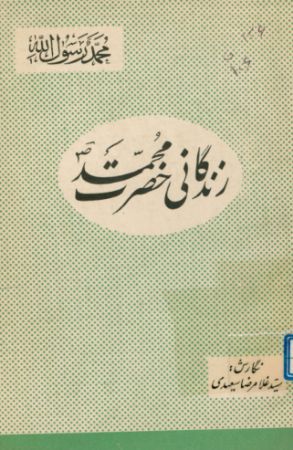 محمد رسول الله
زندگانی
حضرت محمد ص
نگارش:
سید غلامرضا سعیدی